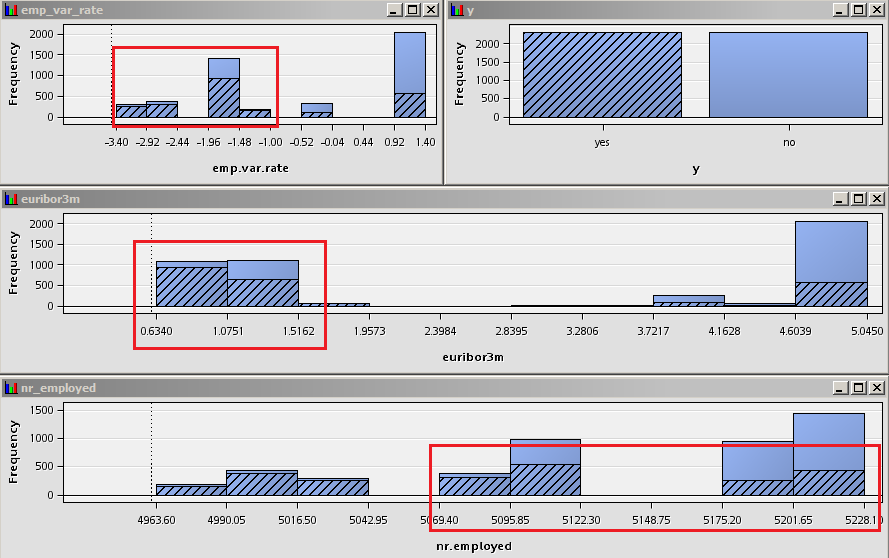 emp_var_rate
Frequency
2000
1500
1000
500
0
−3.40 −2.92 −2.44 −1.96 −1.48 −1.00 −0.52 −0.04 0.44 0.92 1.40
emp.var.rate
y
Frequency
2000
1500
1000
500
0
yes no
y
euribor3m
Frequency
2000
1500
1000
500
0
0.6340 1.0751 1.5162 1.9573 2.3984 2.8395 3.2806 3.7217 4.1628 4.6039 5.0450
euribor3m
nr_employed
Frequency
1500
1000
500
0
4963.60 4990.05 5016.50 5042.95 5069.40 5095.85 5122.30 5148.75 5175.20 5201.65 5228.10
nr.employed